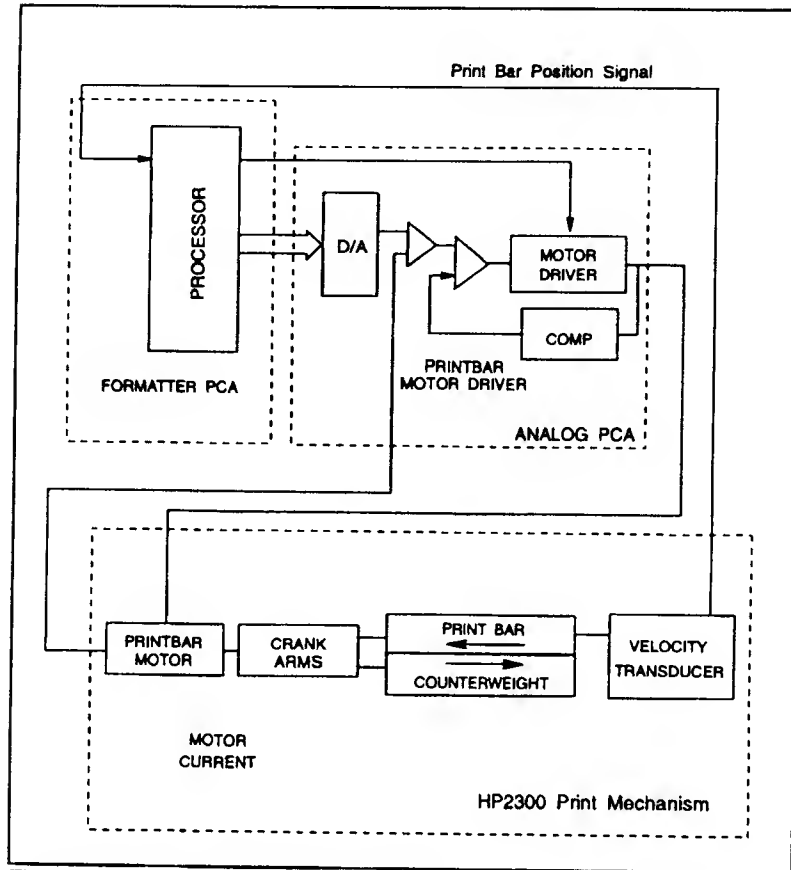 Print Bar Position Signal
PROCESSOR
D/A
MOTOR
DRIVER
COMP
PRINTBAR
MOTOR DRIVER
FORMATTER PCA
ANALOG PCA
PRINTBAR
MOTOR
CRANK
ARMS
PRINT BAR
COUNTERWEIGHT
VELOCITY
TRANSDUCER
MOTOR
CURRENT
HP2300 Print Mechanism